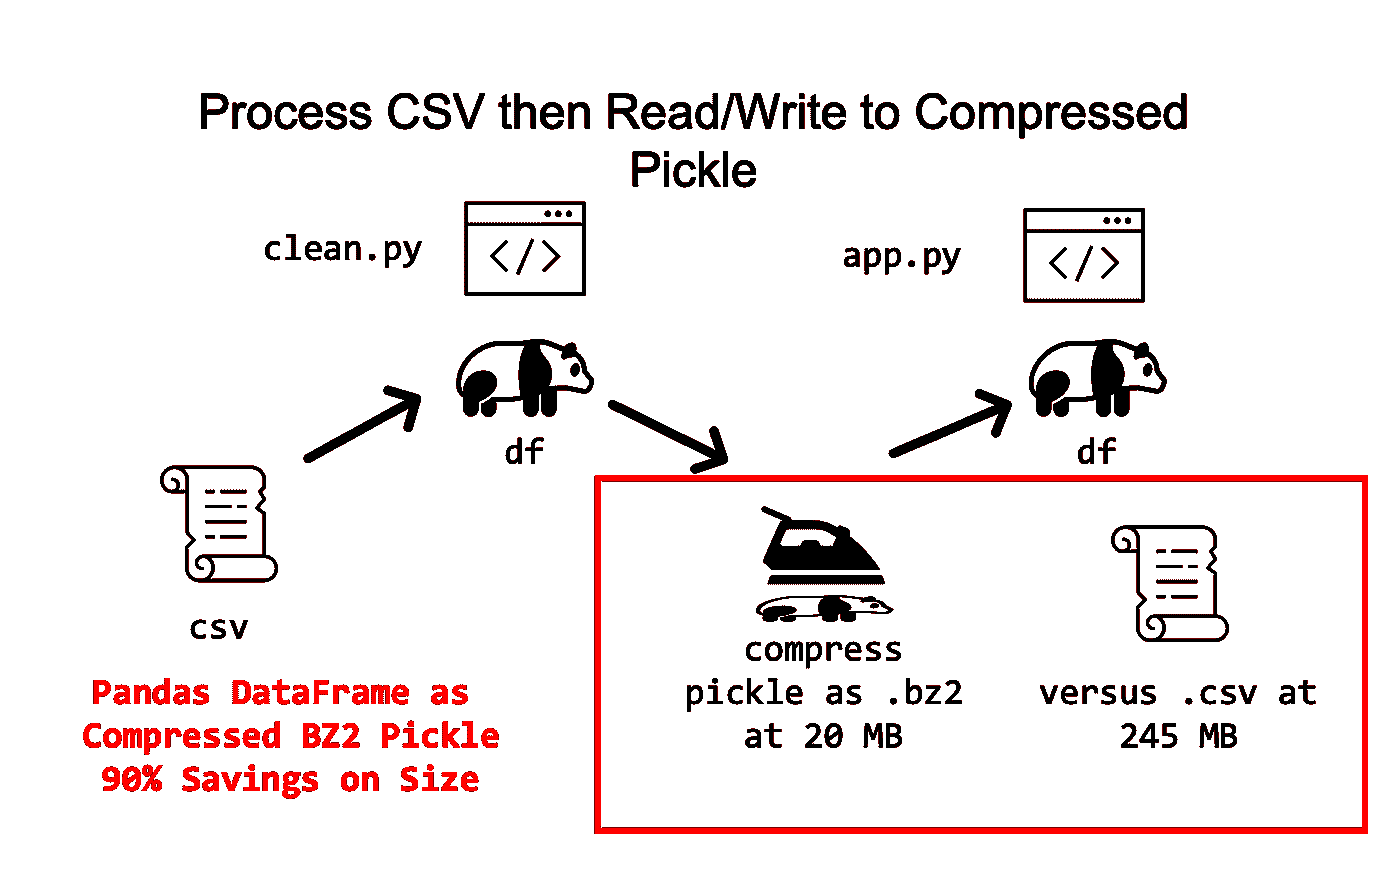 Process CSV then Read/Write to Compressed
Pickle
clean.py
</>
app.py
</>
df
df
csv
compress
pickle as .bz2
at 20 MB
versus .csv at
245 MB
Pandas DataFrame as
Compressed BZ2 Pickle
90% Savings on Size